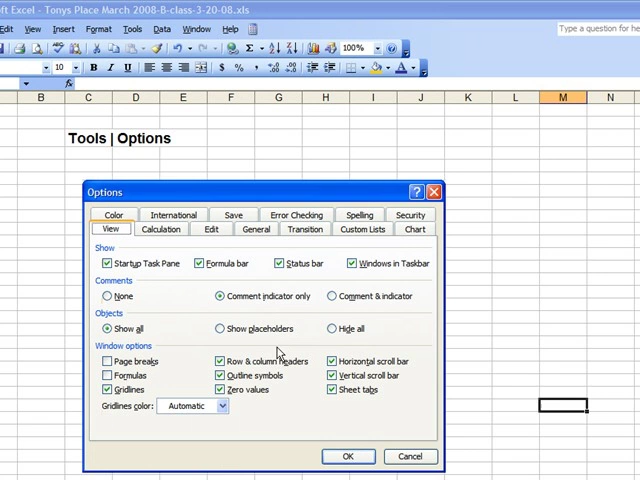 oft Excel - Tonys Place March 2008-B-class-3-20-08.xls
Edit View Insert Format Tools Data Window Help Type a question for he
100%
10 B I U $ % ,
fx
B C D E F G H I J K L M N
Tools | Options
Options
Color International Save Error Checking Spelling Security
View Calculation Edit General Transition Custom Lists Chart
Show
Startup Task Pane Formula bar Status bar Windows in Taskbar
Comments
None Comment indicator only Comment & indicator
Objects
Show all Show placeholders Hide all
Window options
Page breaks Row & column headers Horizontal scroll bar
Formulas Outline symbols Vertical scroll bar
Gridlines Zero values Sheet tabs
Gridlines color: Automatic
OK Cancel